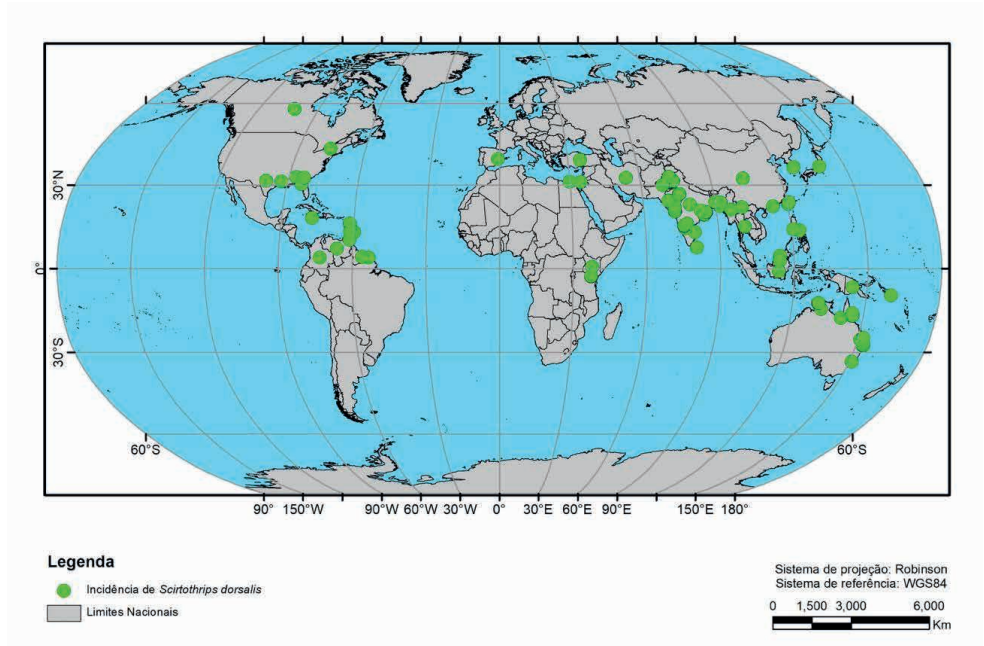 30°N
0°
30°S
60°S
60°S
90° 150°W 90°W 60°W 30°W 0° 30°E 60°E 90°E 150°E 180°
Legenda
Incidência de Scirtothrips dorsalis
Limites Nacionais
Sistema de projeção: Robinson
Sistema de referência: WGS84
0 1,500 3,000 6,000
Km